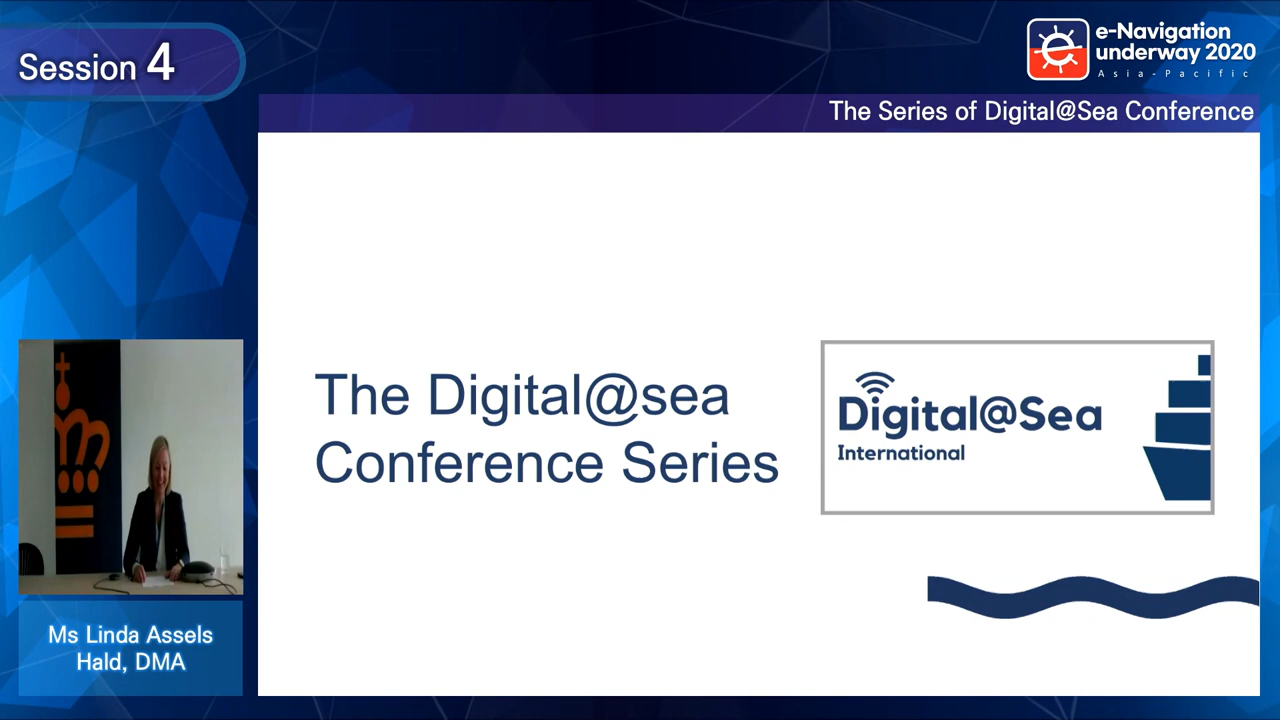 Session 4
e-Navigation
underway 2020
Asia-Pacific
The Series of Digital@Sea Conference
The Digital@sea
Conference Series
Digital@Sea
International
Ms Linda Assels
Hald, DMA